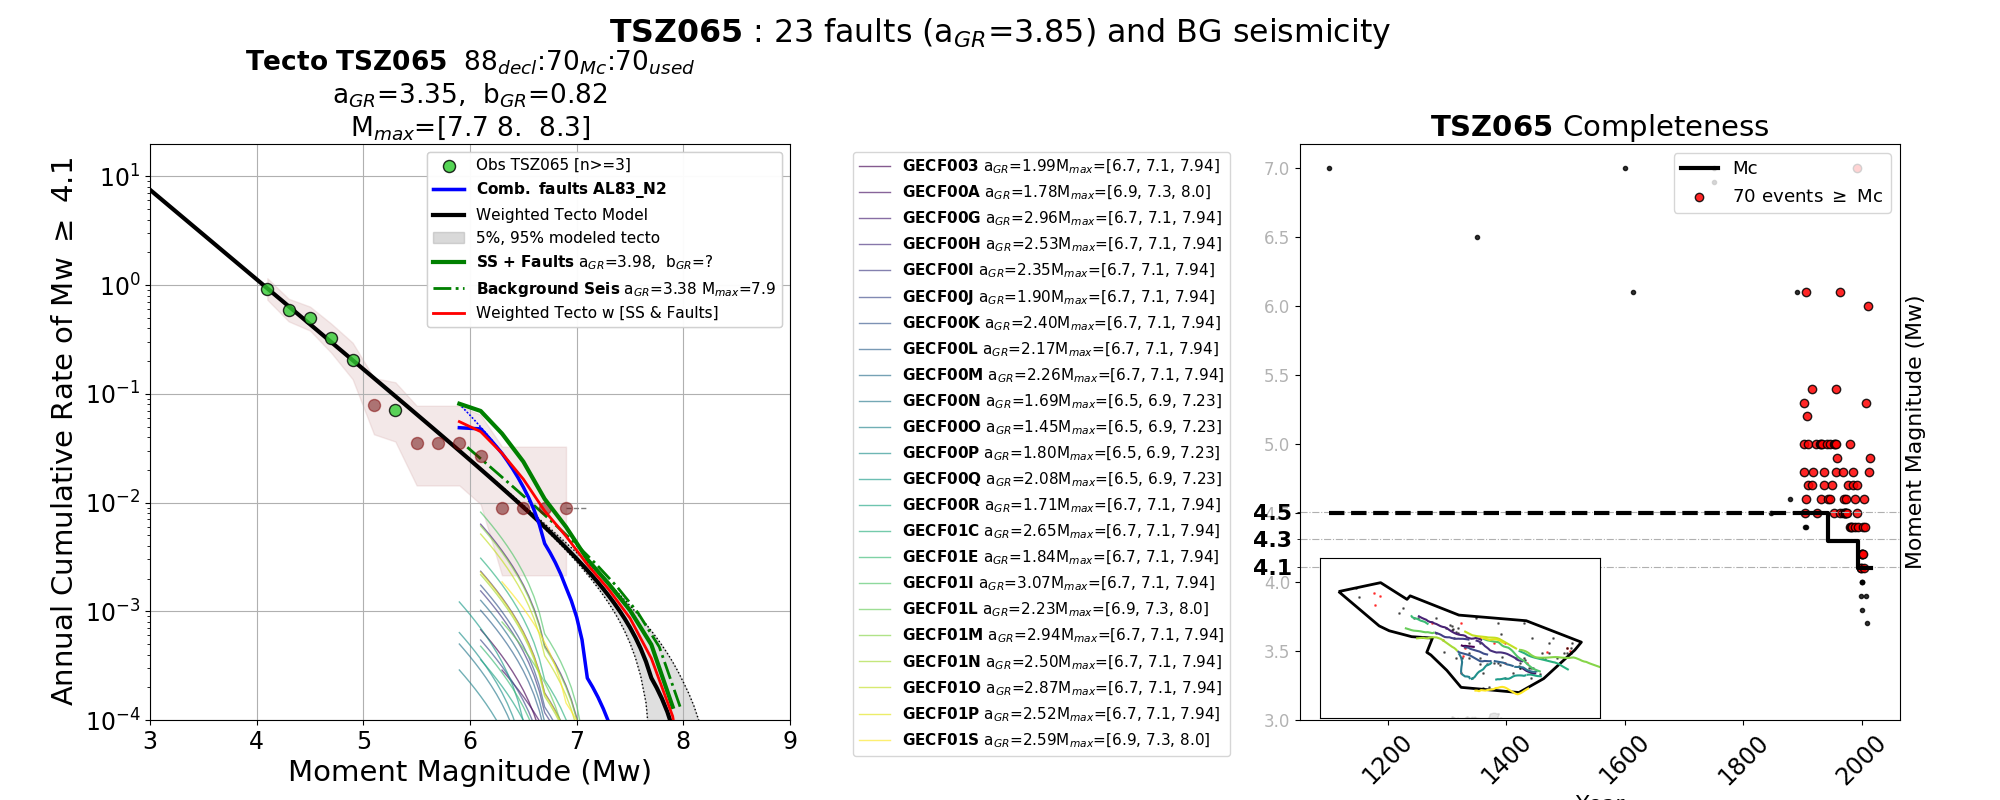 TSZ065 : 23 faults (aGR=3.85) and BG seismicity
Tecto TSZ065 88decl:70Mc:70used
aGR=3.35, bGR=0.82
Mmax=[7.7 8. 8.3]
Annual Cumulative Rate of Mw ≥ 4.1
10^1
10^0
10^-1
10^-2
10^-3
10^-4
3 4 5 6 7 8 9
Moment Magnitude (Mw)
Obs TSZ065 [n>=3]
Comb. faults AL83_N2
Weighted Tecto Model
5%, 95% modeled tecto
SS + Faults aGR=3.98, bGR=?
Background Seis aGR=3.38 Mmax=7.9
Weighted Tecto w [SS & Faults]
GECF003 aGR=1.99Mmax=[6.7, 7.1, 7.94]
GECF00A aGR=1.78Mmax=[6.9, 7.3, 8.0]
GECF00G aGR=2.96Mmax=[6.7, 7.1, 7.94]
GECF00H aGR=2.53Mmax=[6.7, 7.1, 7.94]
GECF00I aGR=2.35Mmax=[6.7, 7.1, 7.94]
GECF00J aGR=1.90Mmax=[6.7, 7.1, 7.94]
GECF00K aGR=2.40Mmax=[6.7, 7.1, 7.94]
GECF00L aGR=2.17Mmax=[6.7, 7.1, 7.94]
GECF00M aGR=2.26Mmax=[6.7, 7.1, 7.94]
GECF00N aGR=1.69Mmax=[6.5, 6.9, 7.23]
GECF00O aGR=1.45Mmax=[6.5, 6.9, 7.23]
GECF00P aGR=1.80Mmax=[6.5, 6.9, 7.23]
GECF00Q aGR=2.08Mmax=[6.5, 6.9, 7.23]
GECF00R aGR=1.71Mmax=[6.7, 7.1, 7.94]
GECF01C aGR=2.65Mmax=[6.7, 7.1, 7.94]
GECF01E aGR=1.84Mmax=[6.7, 7.1, 7.94]
GECF01I aGR=3.07Mmax=[6.7, 7.1, 7.94]
GECF01L aGR=2.23Mmax=[6.9, 7.3, 8.0]
GECF01M aGR=2.94Mmax=[6.7, 7.1, 7.94]
GECF01N aGR=2.50Mmax=[6.7, 7.1, 7.94]
GECF01O aGR=2.87Mmax=[6.7, 7.1, 7.94]
GECF01P aGR=2.52Mmax=[6.7, 7.1, 7.94]
GECF01S aGR=2.59Mmax=[6.9, 7.3, 8.0]
TSZ065 Completeness
Mc
70 events ≥ Mc
7.0
6.5
6.0
5.5
5.0
4.5
4.3
4.1
4.0
3.5
3.0
1200 1400 1600 1800 2000
Moment Magnitude (Mw)